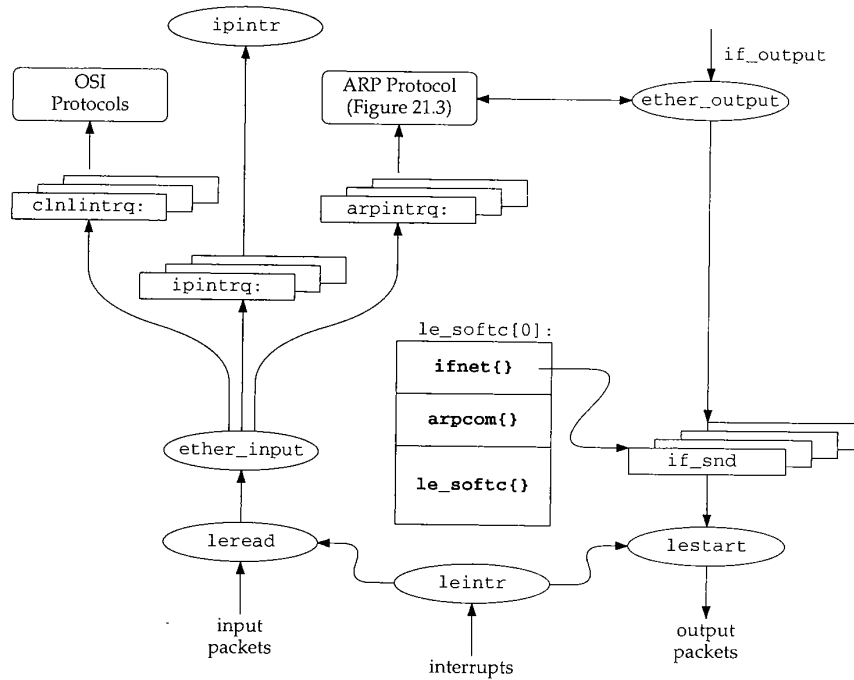 ipintr
if_output
OSI
Protocols
ARP Protocol
(Figure 21.3)
ether_output
clnlintrq:
arpintrq:
ipintrq:
le_softc[0]:
ifnet{}
arpcom{}
le_softc{}
ether_input
if_snd
leread
leintr
lestart
input
packets
interrupts
output
packets